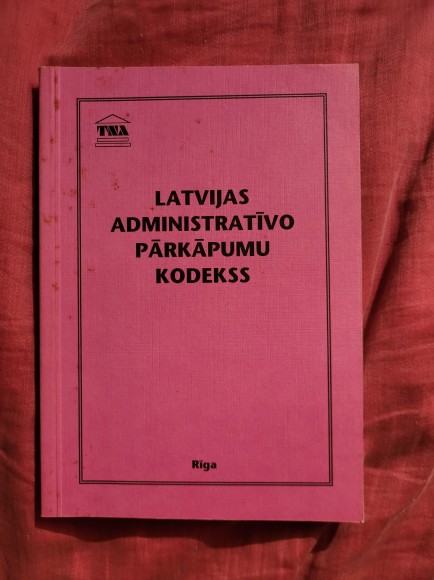 TNA
LATVIJAS
ADMINISTRATĪVO
PĀRKĀPUMU
KODEKSS
Rīga